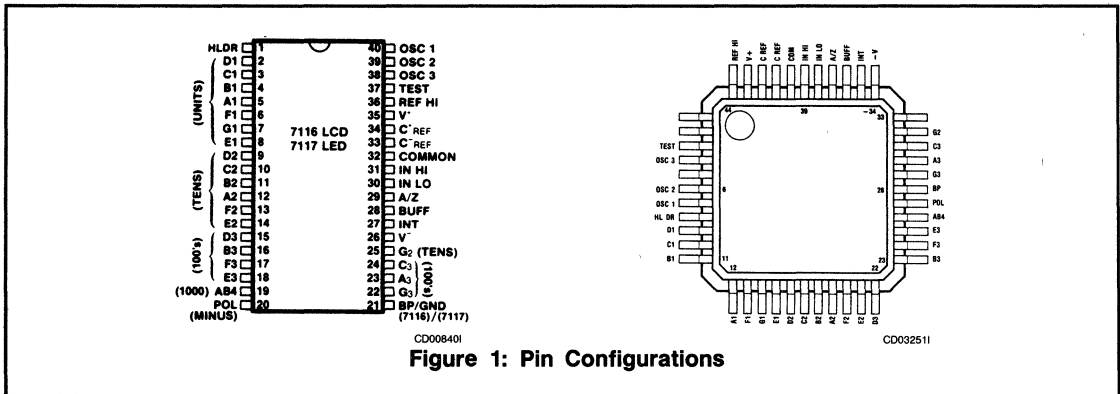 HLDR 1 40 OSC 1
D1 2 39 OSC 2
C1 3 38 OSC 3
B1 4 37 TEST
A1 5 36 REF HI
F1 6 35 V-
G1 7 34 C+REF
E1 8 33 C-REF
D2 9 32 COMMON
C2 10 31 IN HI
B2 11 30 IN LO
A2 12 29 A/Z
F2 13 28 BUFF
E2 14 27 INT
D3 15 26 V-
B3 16 25 G2 (TENS)
F3 17 24 C3
E3 18 23 A3
(1000) AB4 19 22 G3
POL 20 21 BP/GND
(MINUS) (7116)/(7117)
(UNITS)
(TENS)
(100's)
7116 LCD
7117 LED
(100's)
CD00840I
REF HI
V+
C REF
C REF
COM
IN HI
IN LO
A/Z
BUFF
INT
-V
44 39 34 33
TEST
OSC 3
OSC 2
OSC 1
HL DR
D1
C1
B1
6 28
11 12 22 23
G2
C3
A3
G3
BP
POL
AB4
E3
F3
B3
A1
F1
G1
E1
D2
C2
B2
A2
F2
E2
D3
CD03251I
Figure 1: Pin Configurations